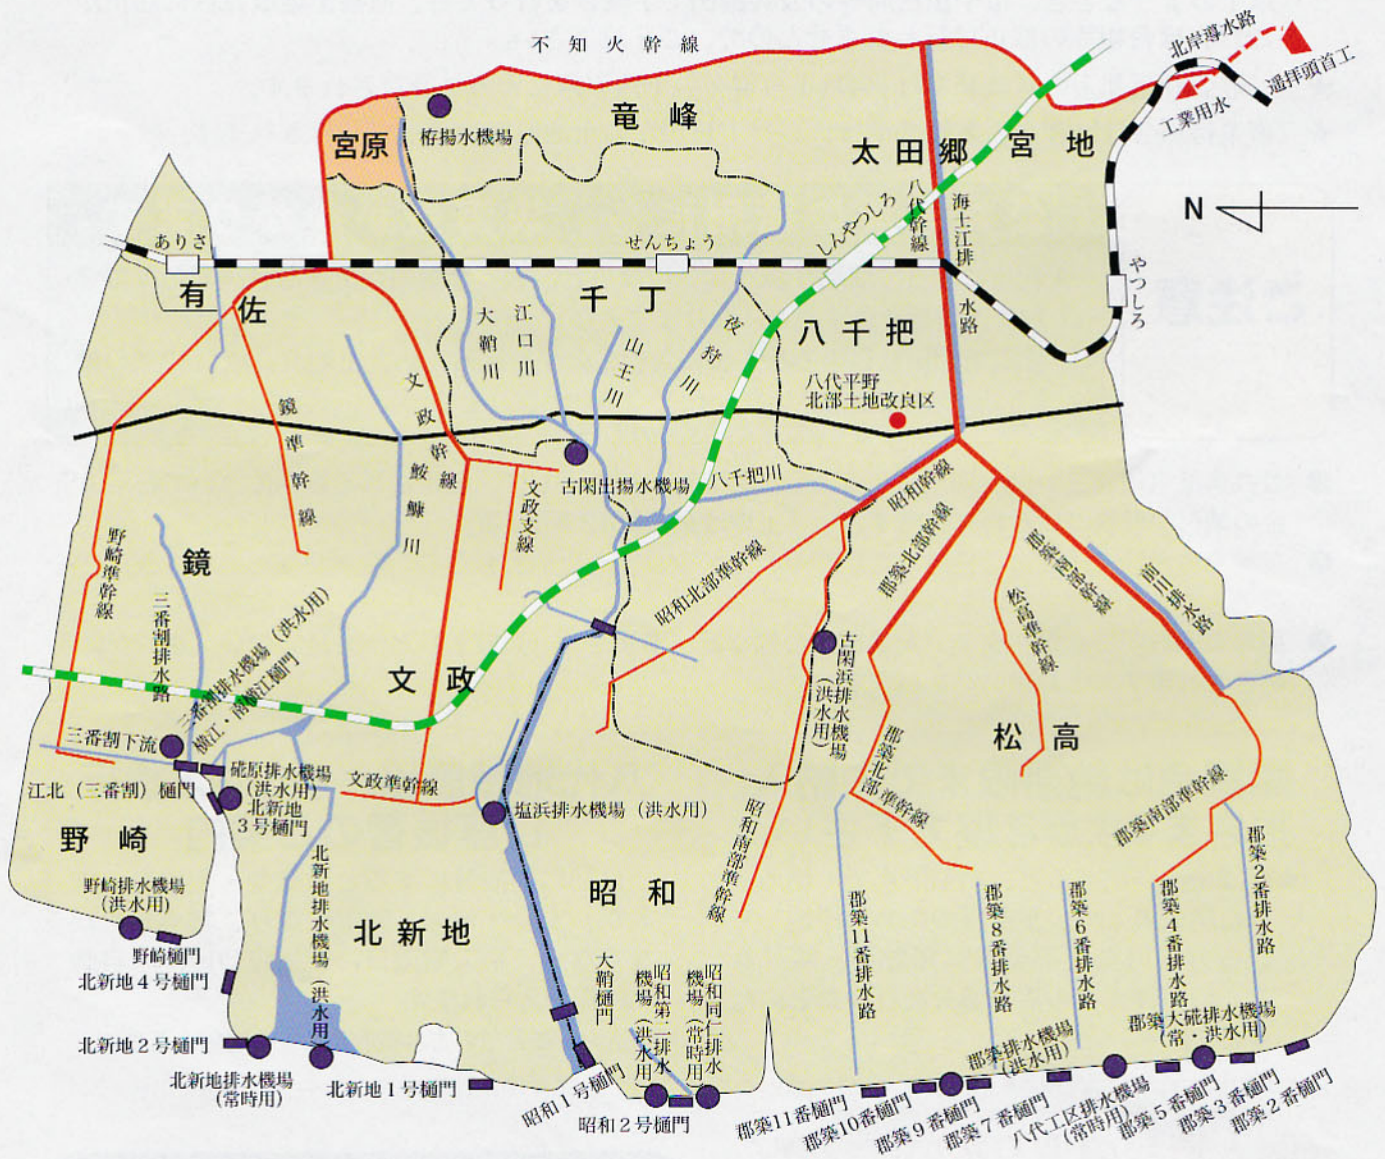 不知火幹線
北岸導水路
遥拝頭首工
工業用水
竜峰
宮原
栫揚水機場
太田郷
宮地
八代幹線
海士江排水路
しんやつしろ
N
ありさ
せんちょう
やつしろ
有佐
千丁
八千把
大鞘川
江口川
山王川
夜狩川
八代平野
北部土地改良区
文政幹線
鏡準幹線
鮟鱇川
文政支線
古閑出揚水機場
八千把川
昭和幹線
野崎準幹線
鏡
三番割排水路
三番割排水機場（洪水用）
横江・南横江樋門
昭和北部準幹線
郡築北部幹線
松高準幹線
郡築南部幹線
前川排水路
文政
古閑浜排水機場
（洪水用）
松高
三番割下流
江北（三番割）樋門
硴原排水機場
（洪水用）
北新地
3号樋門
文政準幹線
塩浜排水機場（洪水用）
昭和南部準幹線
郡築北部準幹線
郡築南部準幹線
野崎
野崎排水機場
（洪水用）
野崎樋門
北新地排水機場（洪水用）
北新地
昭和
郡築11番排水路
郡築8番排水路
郡築6番排水路
郡築4番排水路
郡築2番排水路
北新地4号樋門
北新地2号樋門
北新地排水機場
（常時用）
北新地1号樋門
大鞘樋門
昭和第二排水
機場（洪水用）
昭和同仁排水
機場（常時用）
昭和1号樋門
昭和2号樋門
郡築排水機場
（洪水用）
郡築大硴排水機場
（常・洪水用）
郡築11番樋門
郡築10番樋門
郡築9番樋門
郡築7番樋門
八代工区排水機場
（常時用）
郡築5番樋門
郡築3番樋門
郡築2番樋門